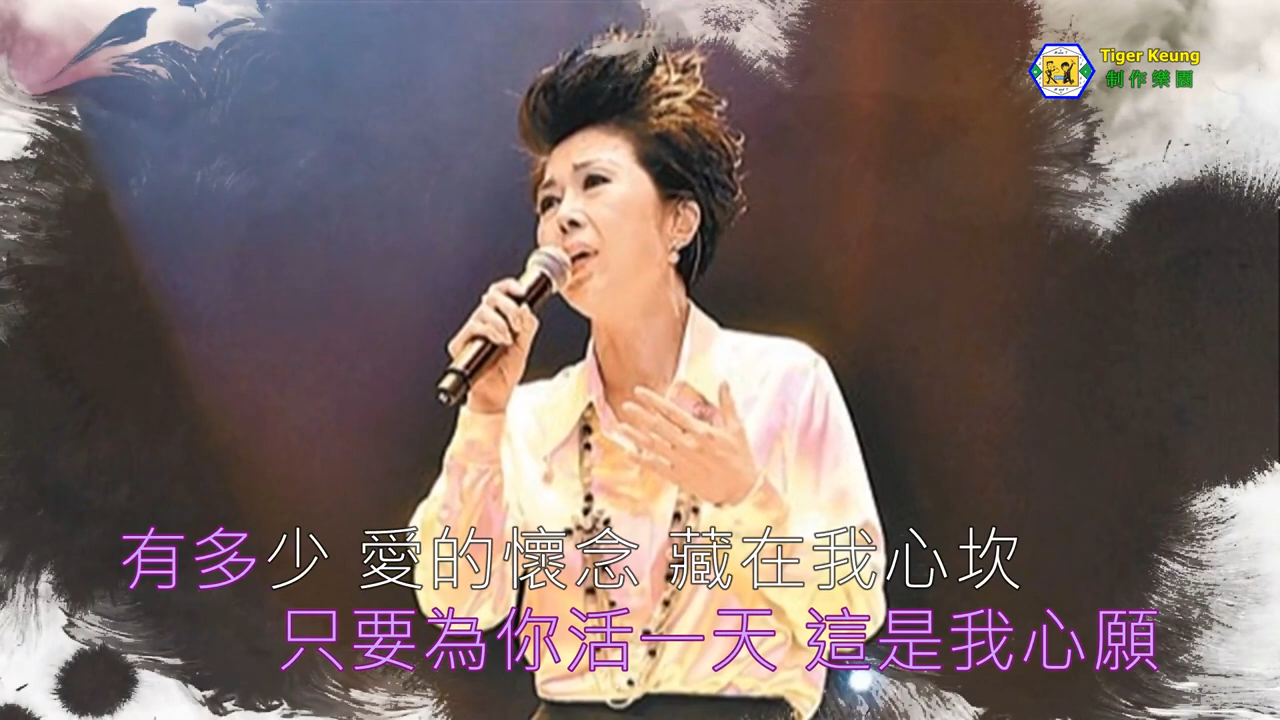 Tiger Keung
制作樂園
有多少 愛的懷念 藏在我心坎
只要為你活一天 這是我心願